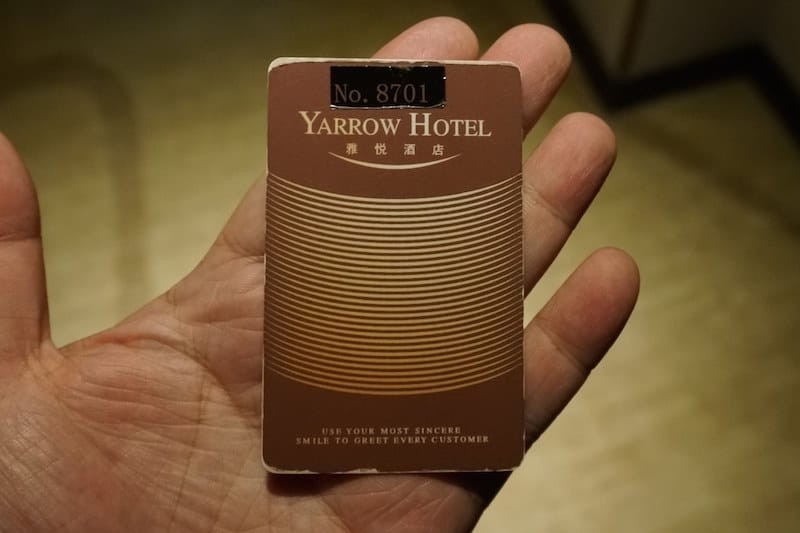 No. 8701
YARROW HOTEL
雅悦酒店
USE YOUR MOST SINCERE
SMILE TO GREET EVERY CUSTOMER